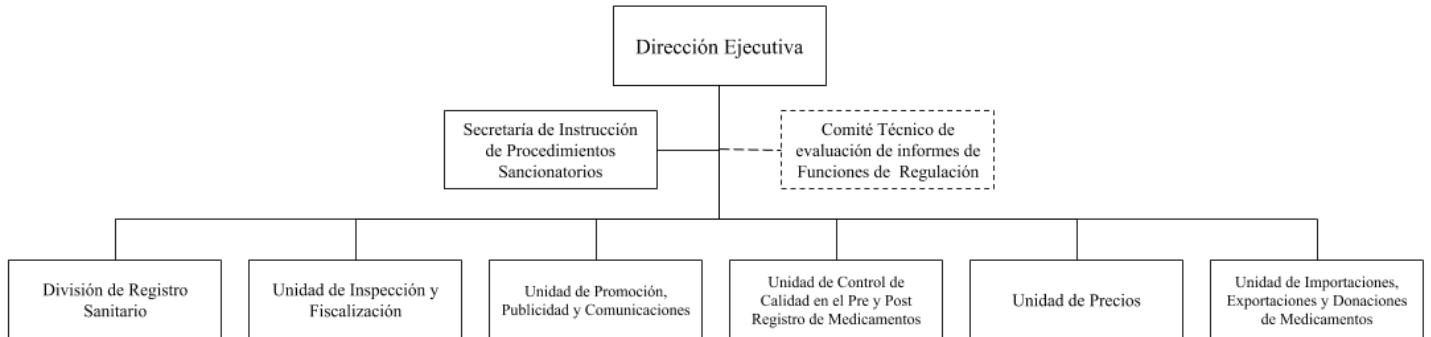 Dirección Ejecutiva
Secretaría de Instrucción
de Procedimientos
Sancionatorios
Comité Técnico de
evaluación de informes de
Funciones de Regulación
División de Registro
Sanitario
Unidad de Inspección y
Fiscalización
Unidad de Promoción,
Publicidad y Comunicaciones
Unidad de Control de
Calidad en el Pre y Post
Registro de Medicamentos
Unidad de Precios
Unidad de Importaciones,
Exportaciones y Donaciones
de Medicamentos